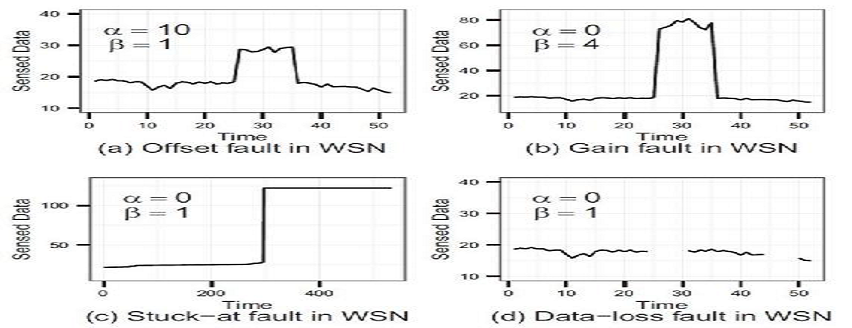 40
30
20
10
Sensed Data
α = 10
β = 1
0 10 20 30 40 50
Time
(a) Offset fault in WSN
80
60
40
20
Sensed Data
α = 0
β = 4
0 10 20 30 40 50
Time
(b) Gain fault in WSN
100
50
Sensed Data
α = 0
β = 1
0 200 400
Time
(c) Stuck-at fault in WSN
40
30
20
10
Sensed Data
α = 0
β = 1
0 10 20 30 40 50
Time
(d) Data-loss fault in WSN